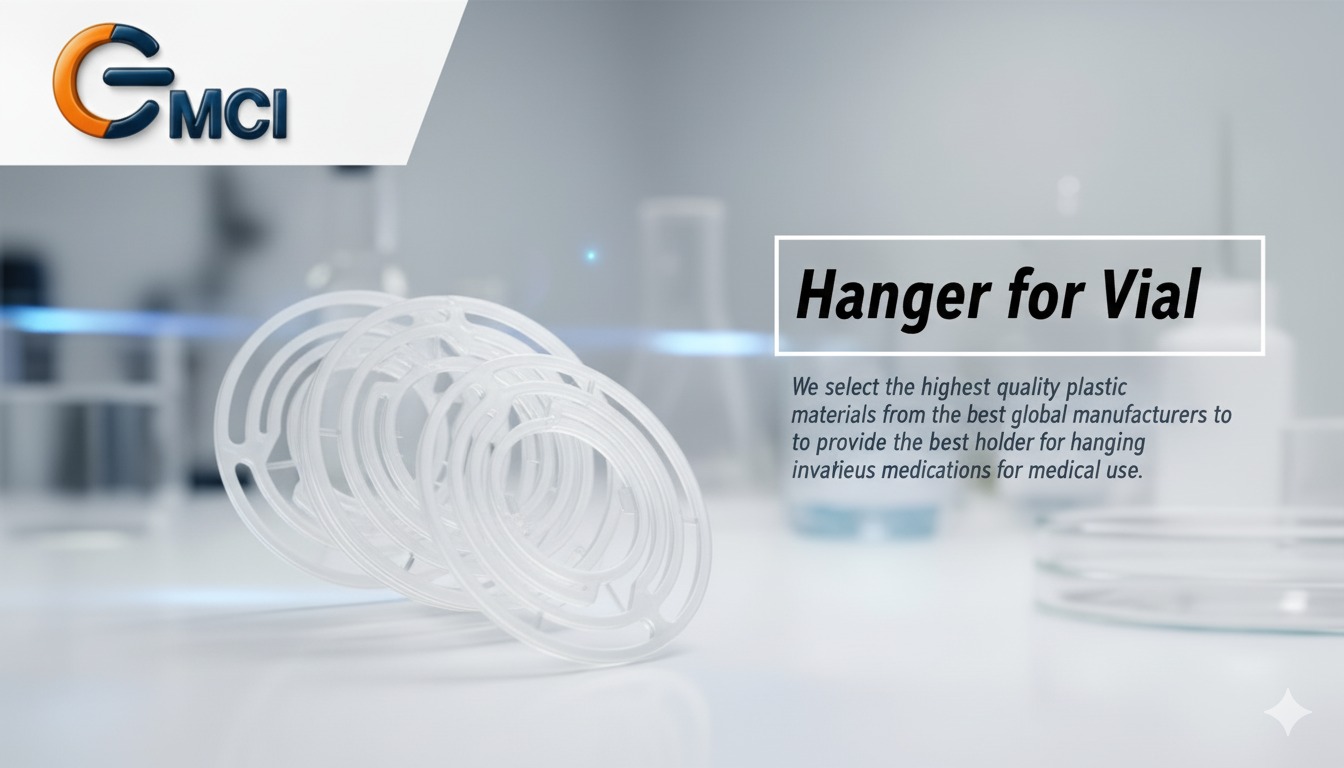 MCI
Hanger for Vial
We select the highest quality plastic
materials from the best global manufacturers to
to provide the best holder for hanging
medications for medical use.